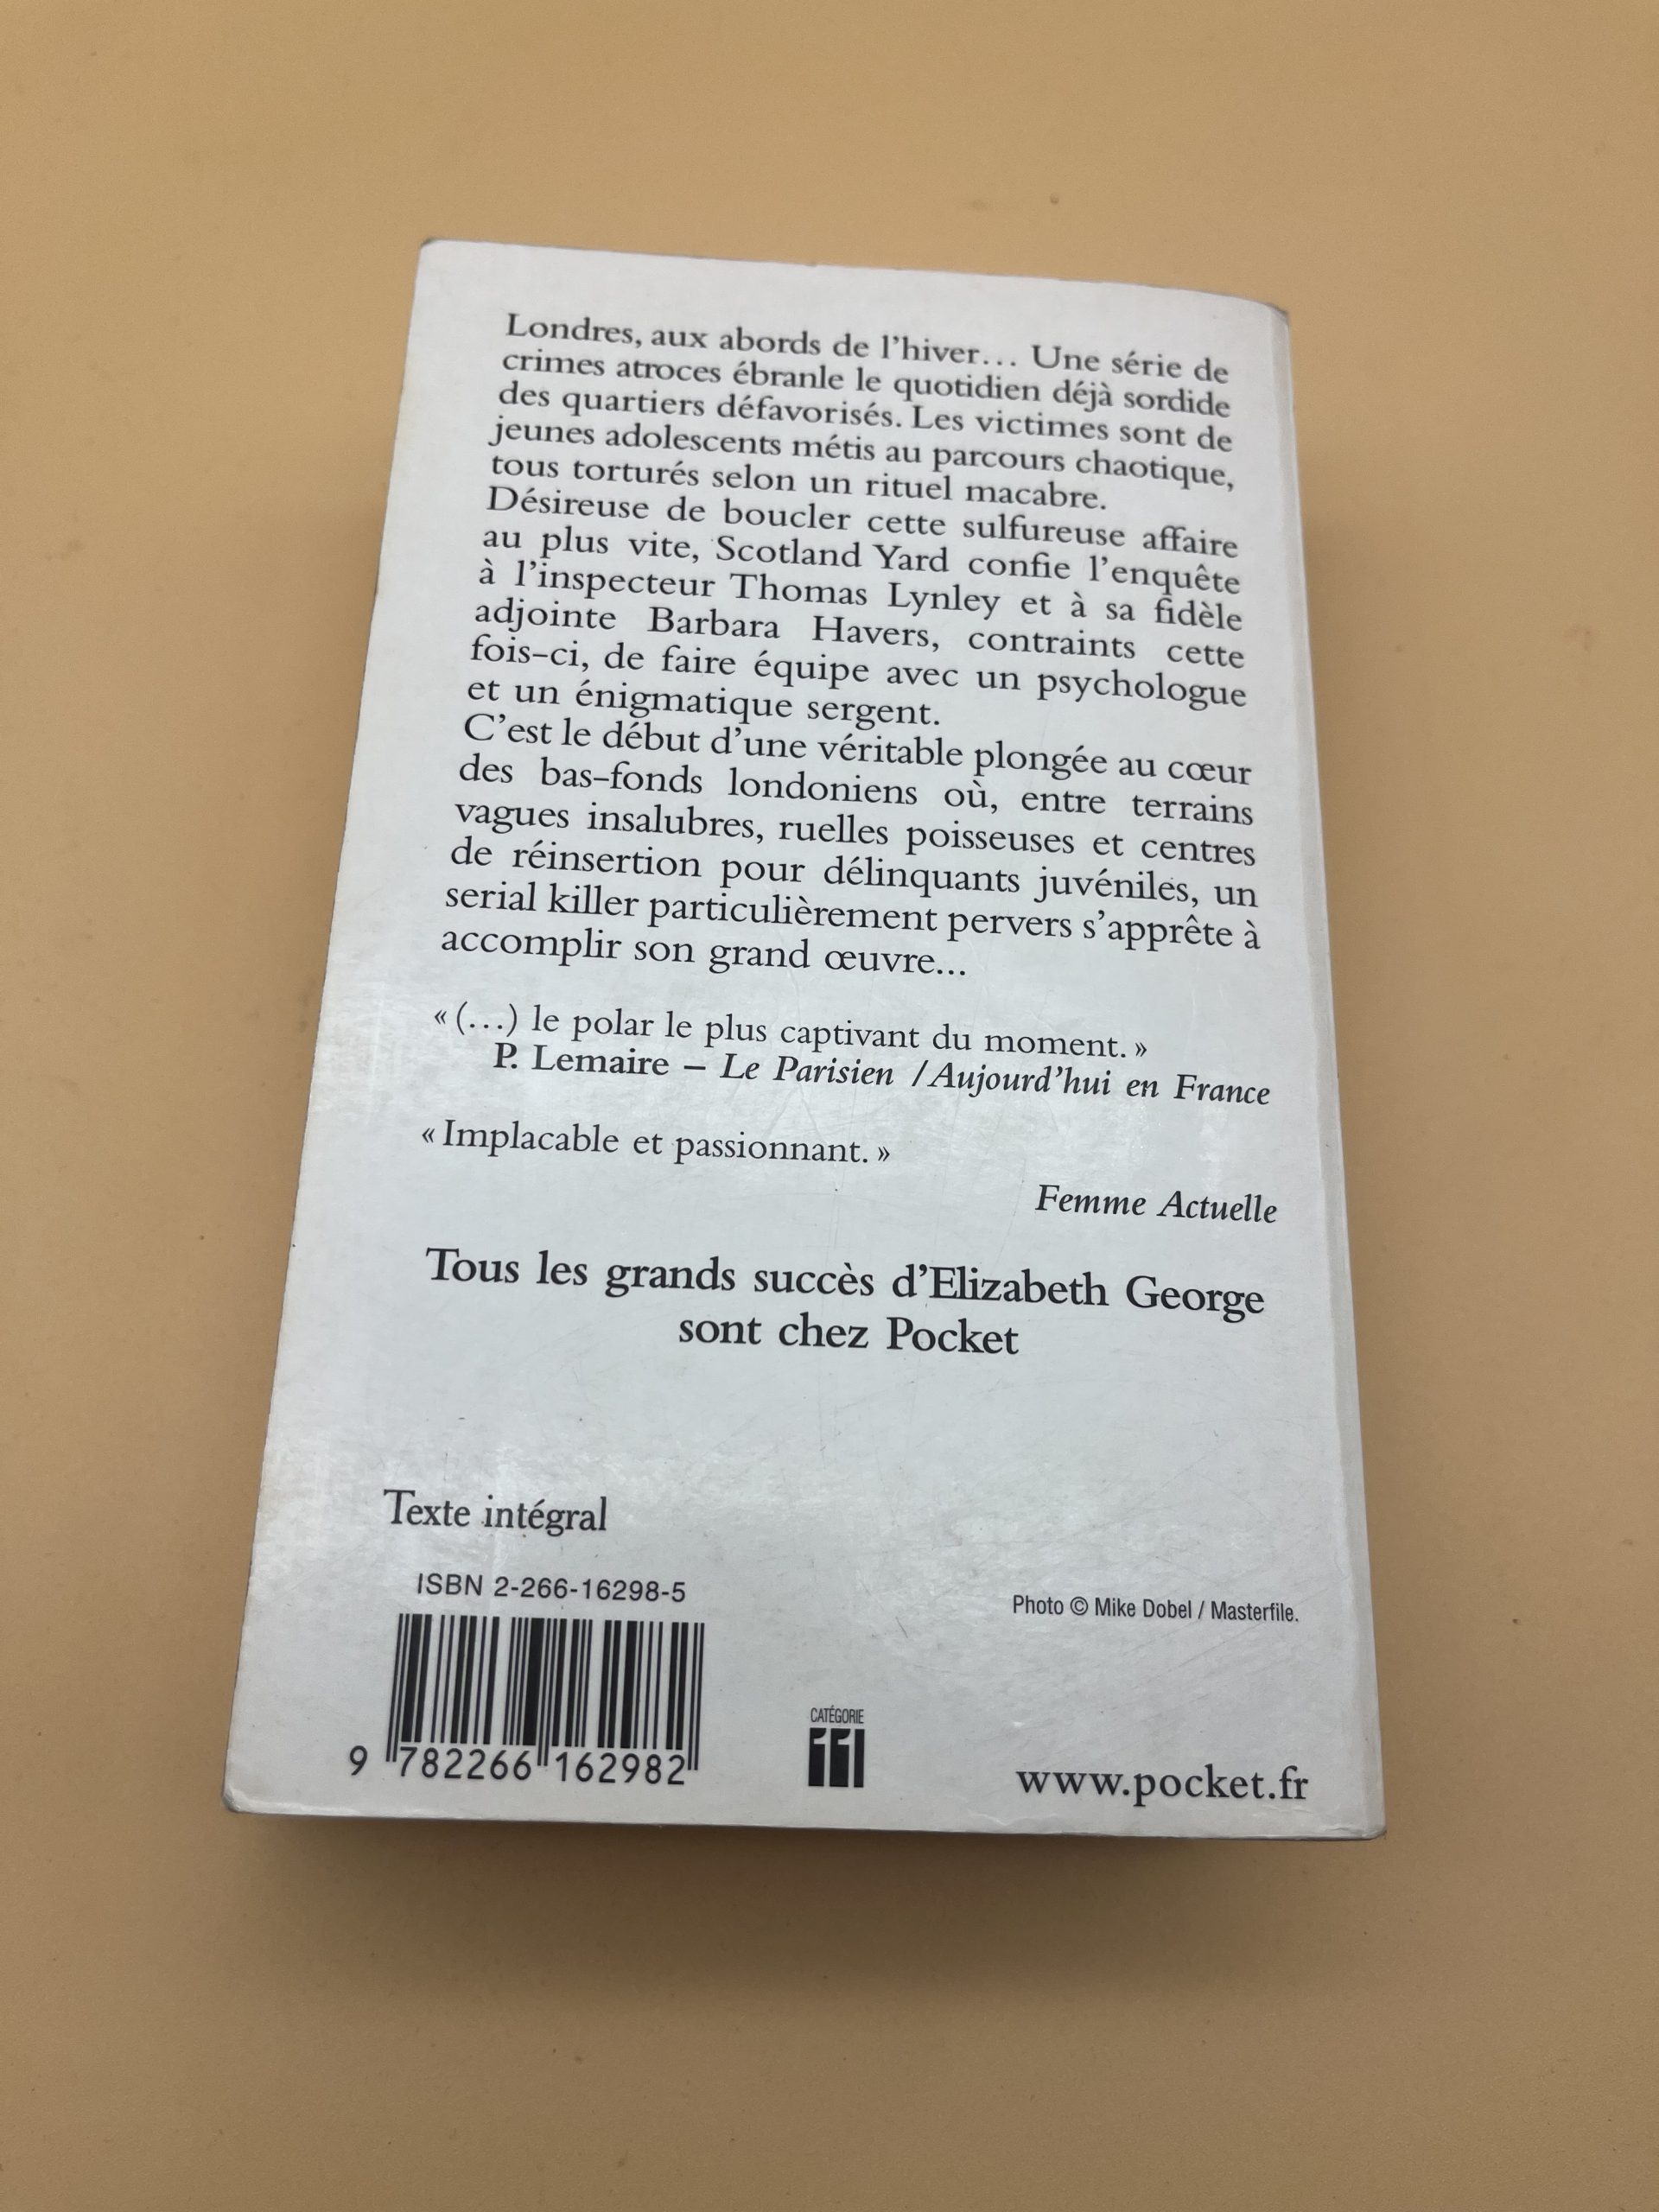 Londres, aux abords de l'hiver… Une série de
crimes atroces ébranle le quotidien déjà sordide
des quartiers défavorisés. Les victimes sont de
jeunes adolescents métis au parcours chaotique,
tous torturés selon un rituel macabre.
Désireuse de boucler cette sulfureuse affaire
au plus vite, Scotland Yard confie l'enquête
à l'inspecteur Thomas Lynley et à sa fidèle
adjointe Barbara Havers, contraints cette
fois-ci, de faire équipe avec un psychologue
et un énigmatique sergent.
C'est le début d'une véritable plongée au cœur
des bas-fonds londoniens où, entre terrains
vagues insalubres, ruelles poisseuses et centres
de réinsertion pour délinquants juvéniles, un
serial killer particulièrement pervers s'apprête à
accomplir son grand œuvre...
« (…) le polar le plus captivant du moment. »
P. Lemaire – Le Parisien / Aujourd'hui en France
« Implacable et passionnant. »
Femme Actuelle
Tous les grands succès d'Elizabeth George
sont chez Pocket
Texte intégral
ISBN 2-266-16298-5
Photo © Mike Dobel / Masterfile.
CATÉGORIE
11
9 782266 162982
www.pocket.fr